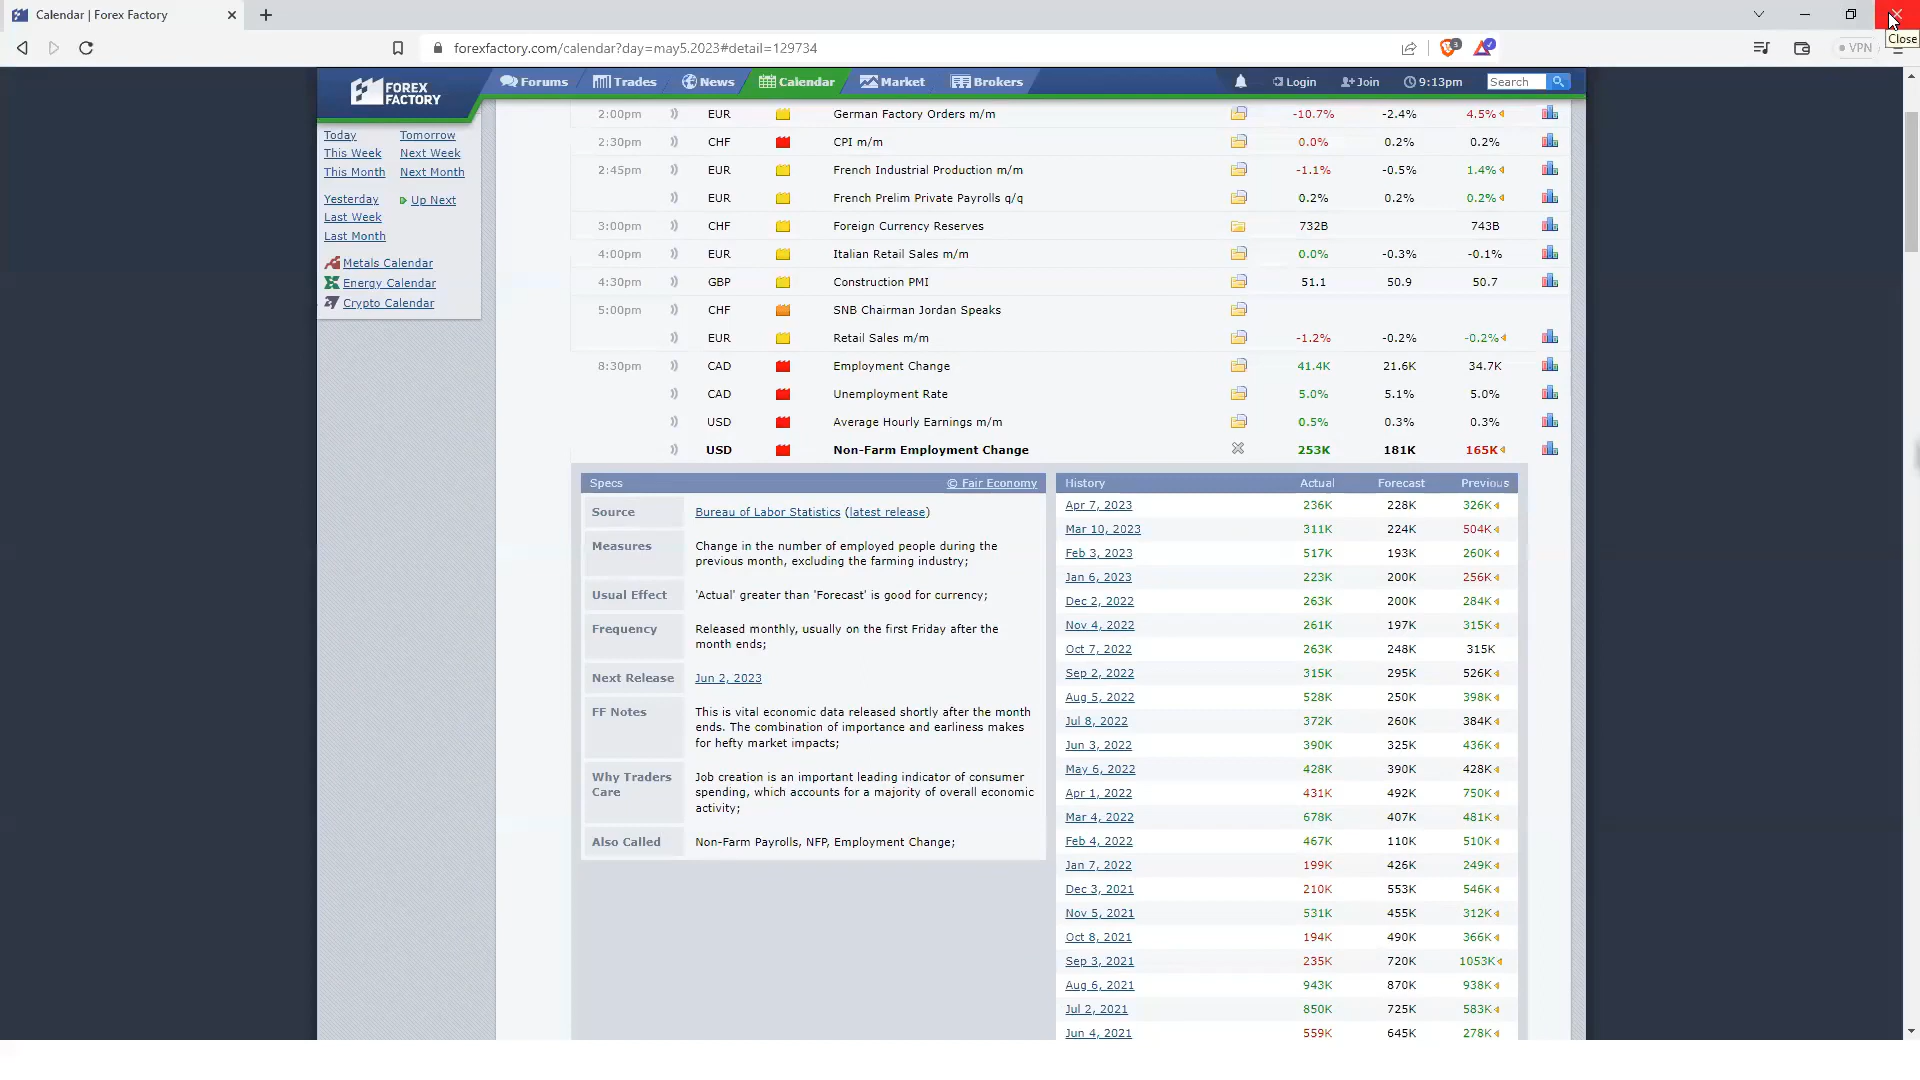 Calendar | Forex Factory
Close
forexfactory.com/calendar?day=may5.2023#detail=129734
3
VPN
FOREX FACTORY
Forums Trades News Calendar Market Brokers
Login Join 9:13pm Search
Today Tomorrow
This Week Next Week
This Month Next Month
Yesterday Up Next
Last Week
Last Month
Metals Calendar
Energy Calendar
Crypto Calendar
2:00pm EUR German Factory Orders m/m -10.7% -2.4% 4.5%
2:30pm CHF CPI m/m 0.0% 0.2% 0.2%
2:45pm EUR French Industrial Production m/m -1.1% -0.5% 1.4%
EUR French Prelim Private Payrolls q/q 0.2% 0.2% 0.2%
3:00pm CHF Foreign Currency Reserves 732B 743B
4:00pm EUR Italian Retail Sales m/m 0.0% -0.3% -0.1%
4:30pm GBP Construction PMI 51.1 50.9 50.7
5:00pm CHF SNB Chairman Jordan Speaks
EUR Retail Sales m/m -1.2% -0.2% -0.2%
8:30pm CAD Employment Change 41.4K 21.6K 34.7K
CAD Unemployment Rate 5.0% 5.1% 5.0%
USD Average Hourly Earnings m/m 0.5% 0.3% 0.3%
USD Non-Farm Employment Change 253K 181K 165K
Specs © Fair Economy
Source Bureau of Labor Statistics (latest release)
Measures Change in the number of employed people during the
previous month, excluding the farming industry;
Usual Effect 'Actual' greater than 'Forecast' is good for currency;
Frequency Released monthly, usually on the first Friday after the
month ends;
Next Release Jun 2, 2023
FF Notes This is vital economic data released shortly after the month
ends. The combination of importance and earliness makes
for hefty market impacts;
Why Traders Care Job creation is an important leading indicator of consumer
spending, which accounts for a majority of overall economic
activity;
Also Called Non-Farm Payrolls, NFP, Employment Change;
History Actual Forecast Previous
Apr 7, 2023 236K 228K 326K
Mar 10, 2023 311K 224K 504K
Feb 3, 2023 517K 193K 260K
Jan 6, 2023 223K 200K 256K
Dec 2, 2022 263K 200K 284K
Nov 4, 2022 261K 197K 315K
Oct 7, 2022 263K 248K 315K
Sep 2, 2022 315K 295K 526K
Aug 5, 2022 528K 250K 398K
Jul 8, 2022 372K 260K 384K
Jun 3, 2022 390K 325K 436K
May 6, 2022 428K 390K 428K
Apr 1, 2022 431K 492K 750K
Mar 4, 2022 678K 407K 481K
Feb 4, 2022 467K 110K 510K
Jan 7, 2022 199K 426K 249K
Dec 3, 2021 210K 553K 546K
Nov 5, 2021 531K 455K 312K
Oct 8, 2021 194K 490K 366K
Sep 3, 2021 235K 720K 1053K
Aug 6, 2021 943K 870K 938K
Jul 2, 2021 850K 725K 583K
Jun 4, 2021 559K 645K 278K